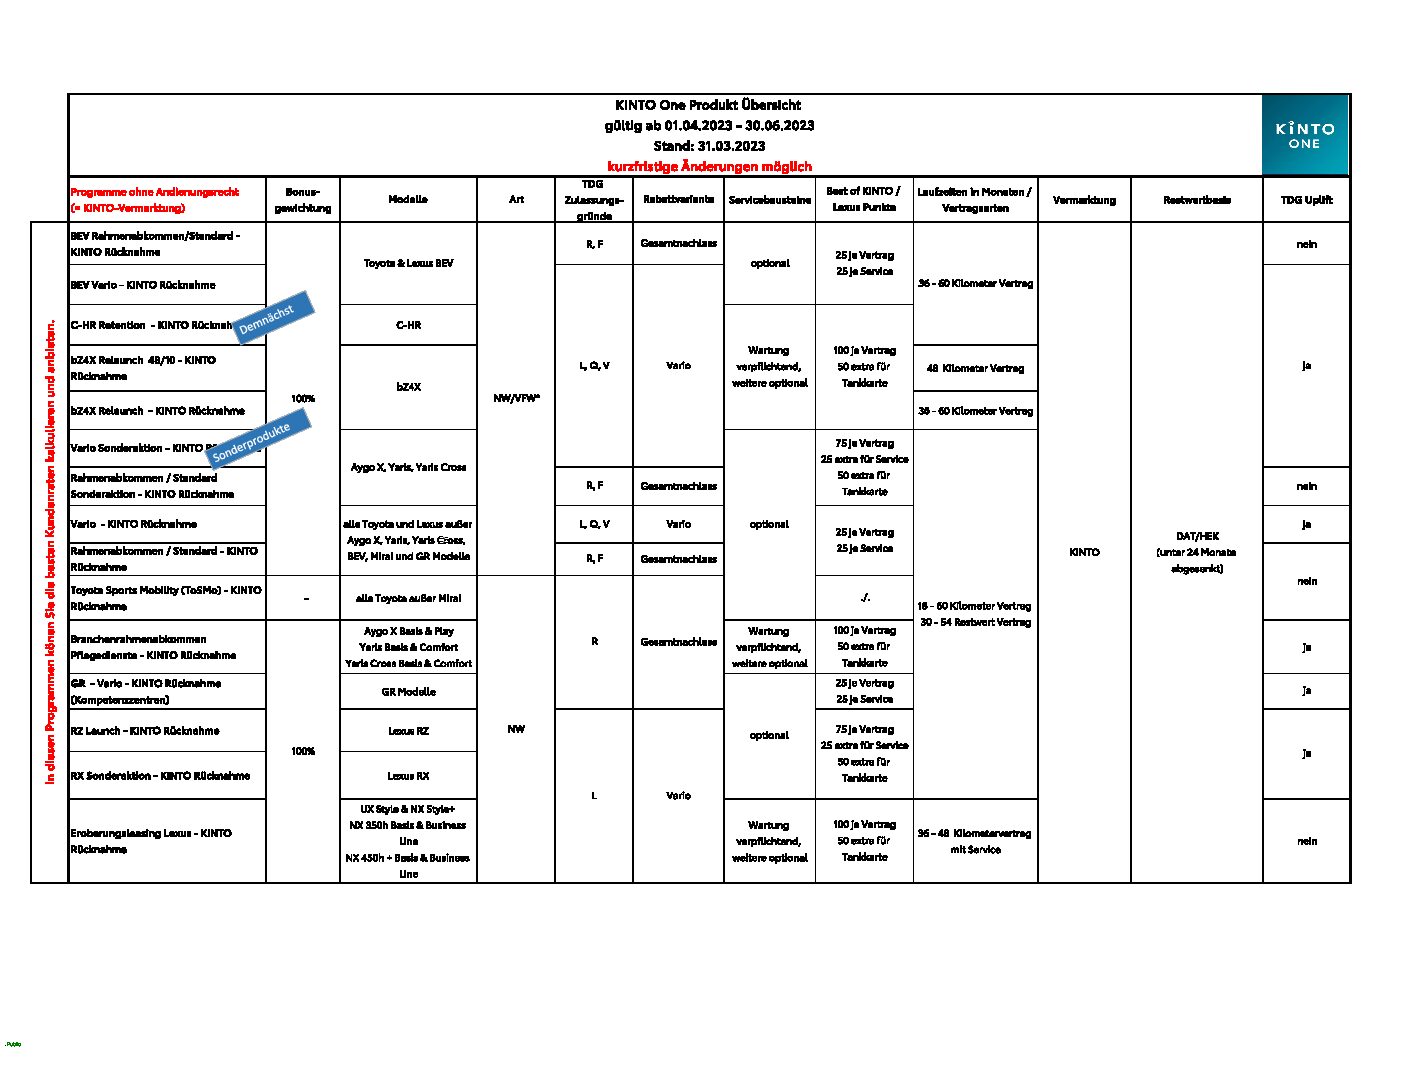 KINTO One Produkt Übersicht
gültig ab 01.04.2023 – 30.06.2023
Stand: 31.03.2023
kurzfristige Änderungen möglich
KINTO
ONE
Programme ohne Andienungsrecht
(= KINTO-Vermarktung)
Bonus-
gewichtung
Modelle
Art
TDG
Zulassungs-
gründe
Rabattvariante
Servicebausteine
Best of KINTO /
Lexus Punkte
Laufzeiten in Monaten /
Vertragsarten
Vermarktung
Restwertbasis
TDG Uplift
In diesen Programmen könen Sie die besten Kundenraten kalkulieren und anbieten.
BEV Rahmenabkommen/Standard -
KINTO Rücknahme
R, F
Gesamtnachlass
nein
Toyota & Lexus BEV
optional
25 je Vertrag
25 je Service
BEV Vario - KINTO Rücknahme
36 - 60 Kilometer Vertrag
C-HR Retention - KINTO Rücknahm
Demnächst
C-HR
bZ4X Relaunch 48/10 - KINTO
Rücknahme
bZ4X
L, Q, V
Vario
Wartung
verpflichtend,
weitere optional
100 je Vertrag
50 extra für
Tankkarte
48 Kilometer Vertrag
ja
bZ4X Relaunch - KINTO Rücknahme
100%
NW/VFW*
36 - 60 Kilometer Vertrag
Vario Sonderaktion - KINTO
Sonderprodukte
Aygo X, Yaris, Yaris Cross
75 je Vertrag
25 extra für Service
50 extra für
Tankkarte
Rahmenabkommen / Standard
Sonderaktion - KINTO Rücknahme
R, F
Gesamtnachlass
nein
Vario - KINTO Rücknahme
alle Toyota und Lexus außer
Aygo X, Yaris, Yaris Cross,
BEV, Mirai und GR Modelle
L, Q, V
Vario
optional
25 je Vertrag
25 je Service
ja
Rahmenabkommen / Standard - KINTO
Rücknahme
R, F
Gesamtnachlass
KINTO
DAT/HEK
(unter 24 Monate
abgesenkt)
nein
Toyota Sports Mobility (ToSMo) - KINTO
Rücknahme
-
alle Toyota außer Mirai
./.
18 - 60 Kilometer Vertrag
30 - 54 Restwert Vertrag
Branchenrahmenabkommen
Pflegedienste - KINTO Rücknahme
Aygo X Basis & Play
Yaris Basis & Comfort
Yaris Cross Basis & Comfort
R
Gesamtnachlass
Wartung
verpflichtend,
weitere optional
100 je Vertrag
50 extra für
Tankkarte
ja
GR - Vario - KINTO Rücknahme
(Kompetenzzentren)
GR Modelle
25 je Vertrag
25 je Service
ja
RZ Launch - KINTO Rücknahme
100%
Lexus RZ
NW
optional
75 je Vertrag
25 extra für Service
50 extra für
Tankkarte
ja
RX Sonderaktion - KINTO Rücknahme
Lexus RX
L
Vario
Eroberungsleasing Lexus - KINTO
Rücknahme
UX Style & NX Style+
NX 350h Basis & Business
Line
NX 450h + Basis & Business
Line
Wartung
verpflichtend,
weitere optional
100 je Vertrag
50 extra für
Tankkarte
36 - 48 Kilometervertrag
mit Service
nein
Public